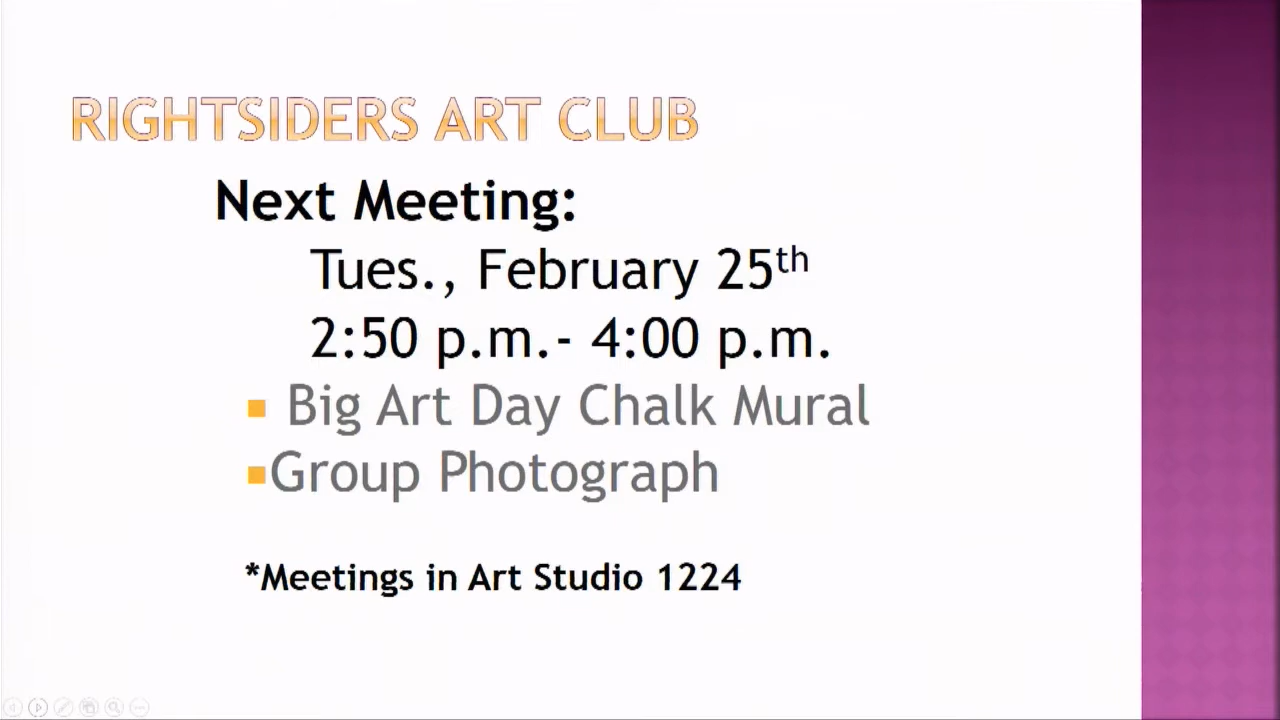 RIGHTSIDERS ART CLUB
Next Meeting:
Tues., February 25th
2:50 p.m.- 4:00 p.m.
Big Art Day Chalk Mural
Group Photograph
*Meetings in Art Studio 1224